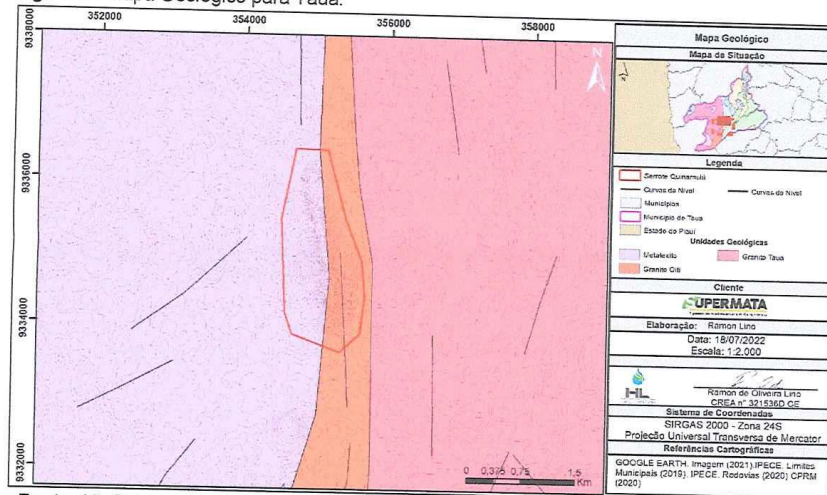 Mapa Geológico para Tauá.
352000
354000
356000
358000
9338000
9336000
9334000
9332000
N
0 0,375 0,75 1,5
Km
Mapa Geológico
Mapa de Situação
Legenda
Serrote Quinamuiú
Curvas de Nível
Curvas de Nível
Municípios
Município de Tauá
Estado do Piauí
Unidades Geológicas
Metatexito
Granito Tauá
Granito Citi
Cliente
FUPERMATA
Elaboração: Ramon Lino
Data: 18/07/2022
Escala: 1:2.000
HL
Ramon de Oliveira Lino
CREA nº 321536D CE
Sistema de Coordenadas
SIRGAS 2000 - Zona 24S
Projeção Universal Transversa de Mercator
Referências Cartográficas
GOOGLE EARTH. Imagem (2021).IPECE. Limites
Municipais (2019). IPECE. Rodovias (2020) CPRM
(2020)